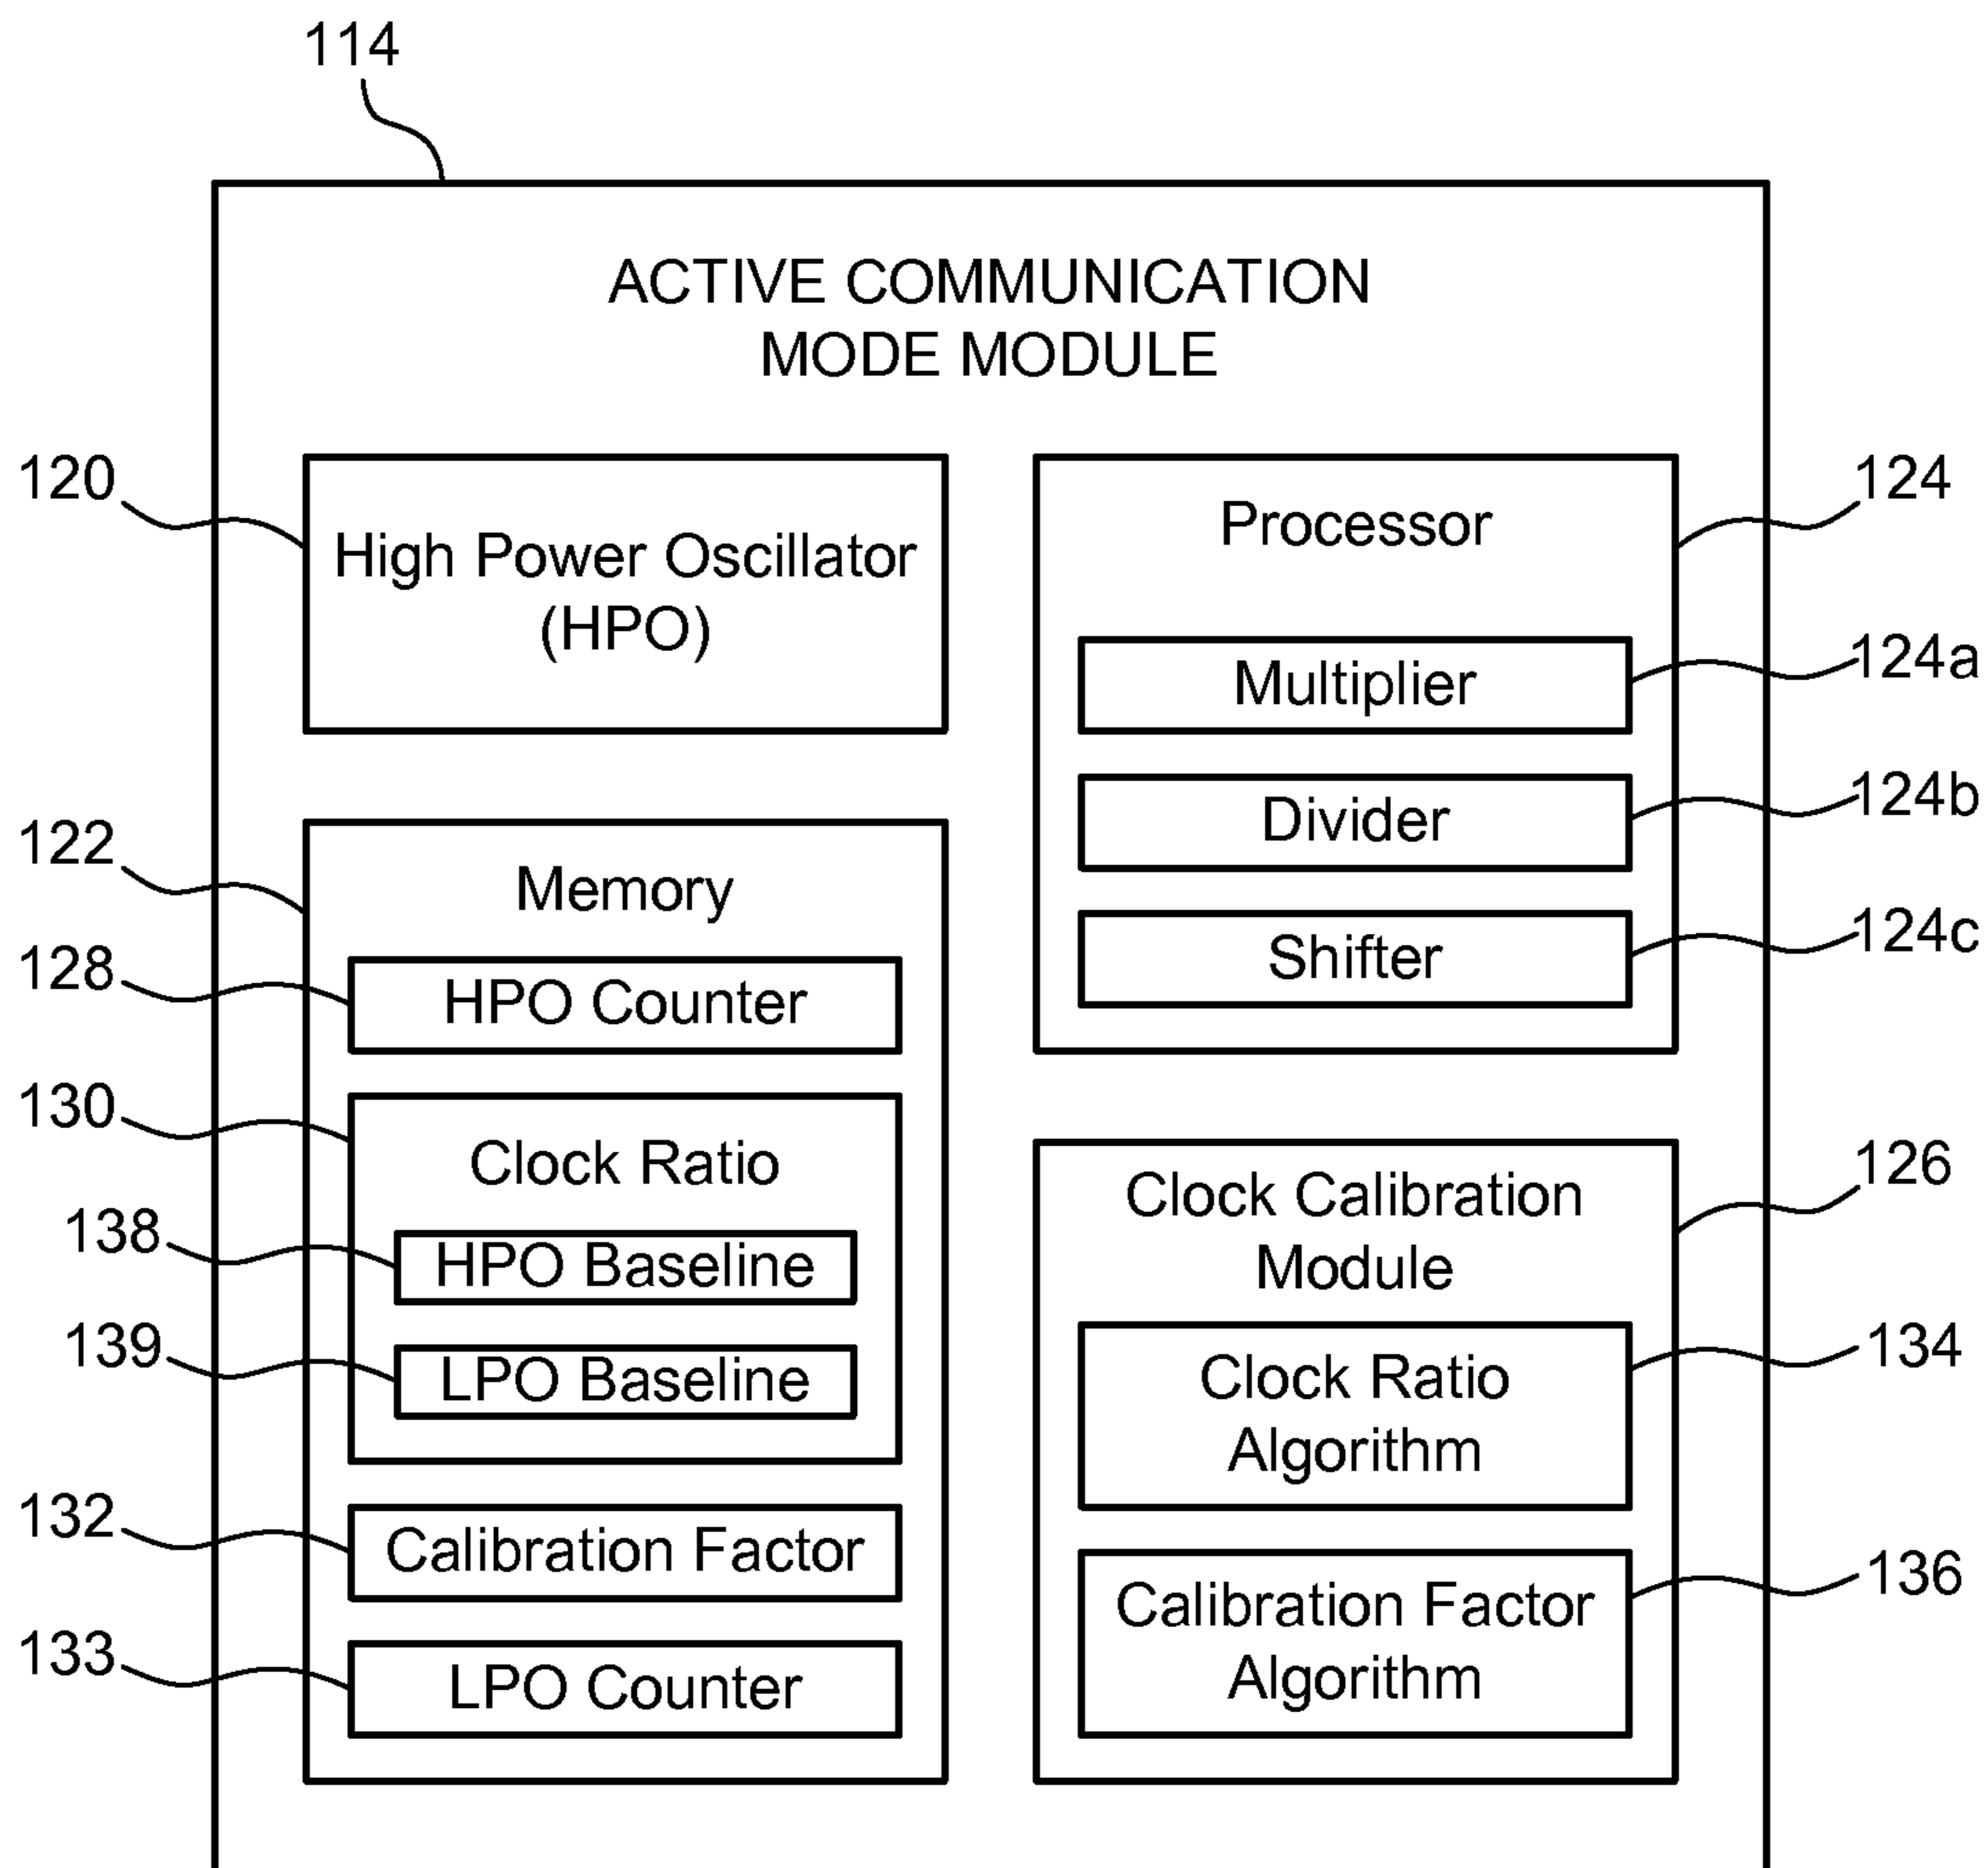 114
ACTIVE COMMUNICATION
MODE MODULE
120
High Power Oscillator
(HPO)
122
Memory
128
HPO Counter
130
Clock Ratio
138
HPO Baseline
139
LPO Baseline
132
Calibration Factor
133
LPO Counter
124
Processor
124a
Multiplier
124b
Divider
124c
Shifter
126
Clock Calibration
Module
134
Clock Ratio
Algorithm
136
Calibration Factor
Algorithm